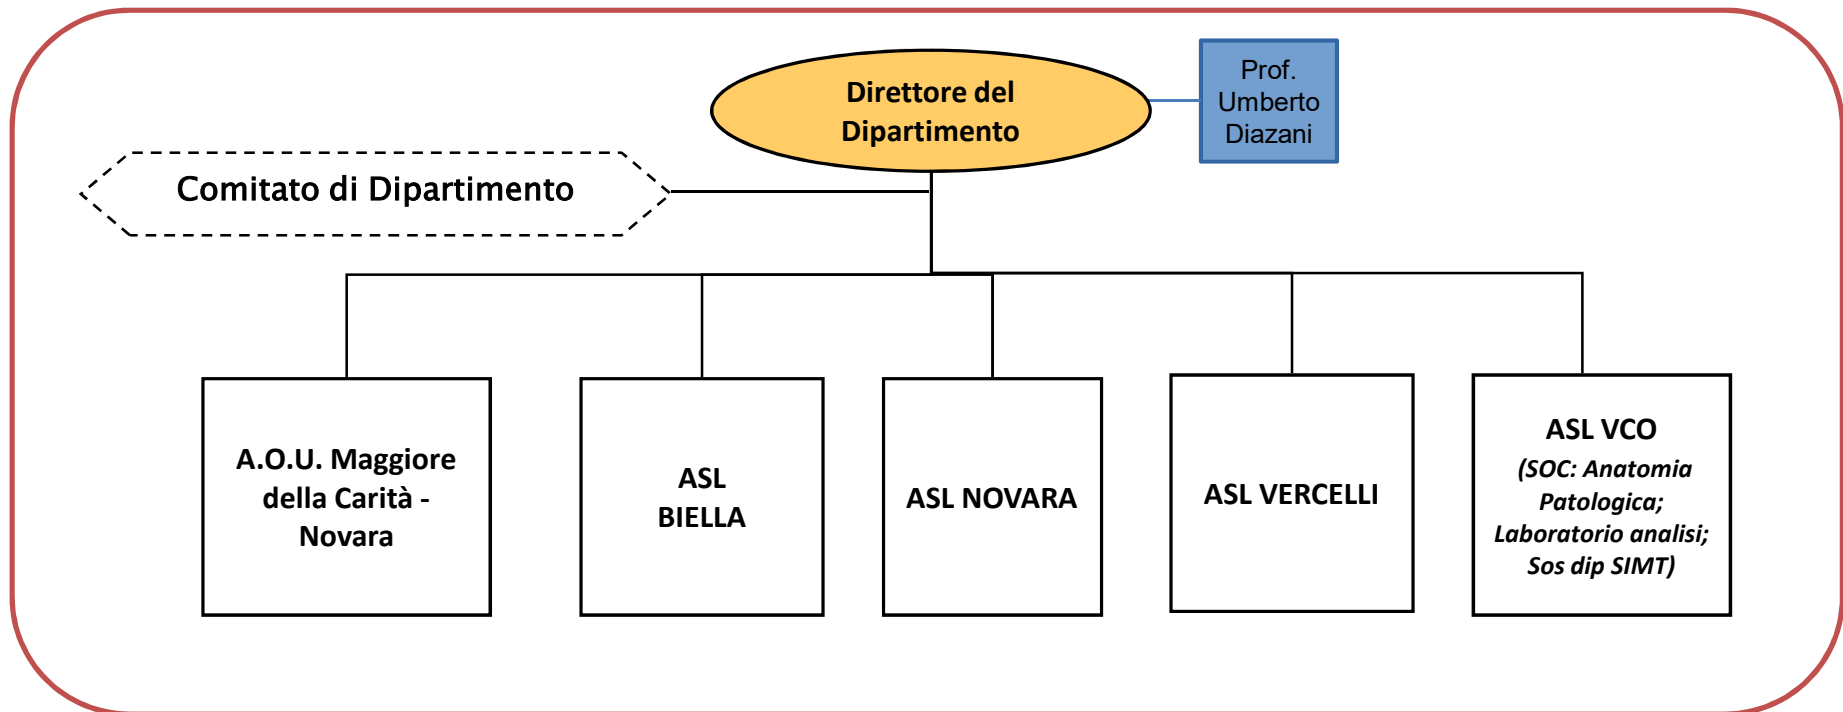 Direttore del
Dipartimento
Prof.
Umberto
Diazani
Comitato di Dipartimento
A.O.U. Maggiore
della Carità -
Novara
ASL
BIELLA
ASL NOVARA
ASL VERCELLI
ASL VCO
(SOC: Anatomia
Patologica;
Laboratorio analisi;
Sos dip SIMT)